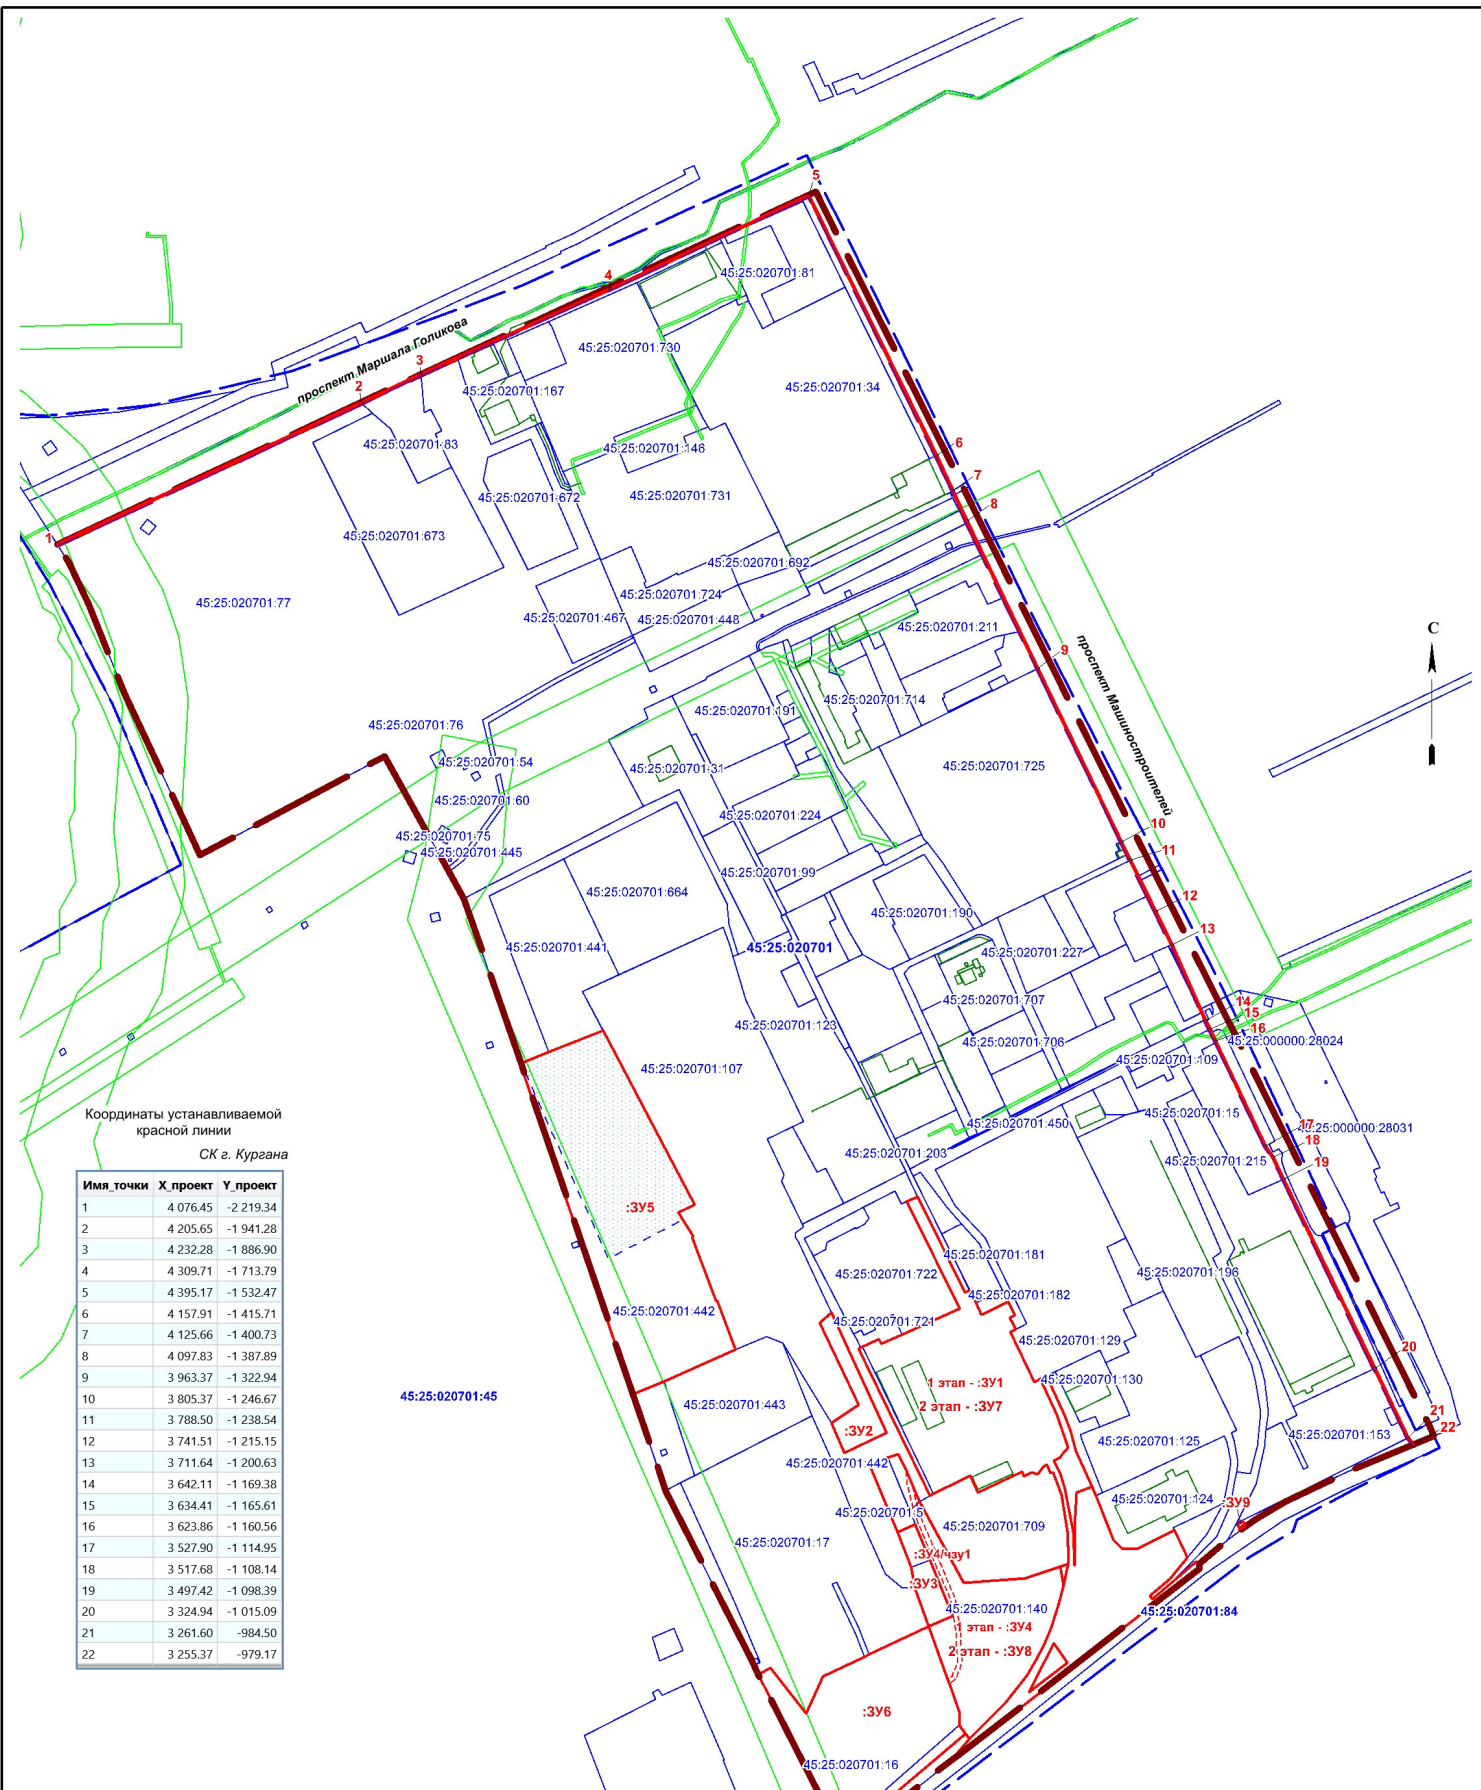 5
45:25:020701:81
4
проспект Маршала Голикова
45:25:020701:730
3
2
45:25:020701:167
45:25:020701:34
45:25:020701:83
45:25:020701:146
6
7
45:25:020701:672
45:25:020701:731
8
45:25:020701:673
1
45:25:020701:692
45:25:020701:77
45:25:020701:724
45:25:020701:467
45:25:020701:448
45:25:020701:211
С
9
проспект Машиностроителей
45:25:020701:714
45:25:020701:191
45:25:020701:76
45:25:020701:54
45:25:020701:31
45:25:020701:725
45:25:020701:60
45:25:020701:224
45:25:020701:75
10
45:25:020701:445
11
45:25:020701:99
45:25:020701:664
12
45:25:020701:190
13
45:25:020701:441
45:25:020701
45:25:020701:227
45:25:020701:707
14
15
45:25:020701:123
16
45:25:020701:706
45:25:000000:28024
45:25:020701:109
45:25:020701:107
45:25:020701:15
45:25:020701:450
17
45:25:000000:28031
18
45:25:020701:203
45:25:020701:215
19
Координаты устанавливаемой
красной линии
СК г. Кургана
Имя_точки X_проект Y_проект
1 4 076.45 -2 219.34
2 4 205.65 -1 941.28
3 4 232.28 -1 886.90
4 4 309.71 -1 713.79
5 4 395.17 -1 532.47
6 4 157.91 -1 415.71
7 4 125.66 -1 400.73
8 4 097.83 -1 387.89
9 3 963.37 -1 322.94
10 3 805.37 -1 246.67
11 3 788.50 -1 238.54
12 3 741.51 -1 215.15
13 3 711.64 -1 200.63
14 3 642.11 -1 169.38
15 3 634.41 -1 165.61
16 3 623.86 -1 160.56
17 3 527.90 -1 114.95
18 3 517.68 -1 108.14
19 3 497.42 -1 098.39
20 3 324.94 -1 015.09
21 3 261.60 -984.50
22 3 255.37 -979.17
:ЗУ5
45:25:020701:181
45:25:020701:722
45:25:020701:196
45:25:020701:182
45:25:020701:442
45:25:020701:721
45:25:020701:129
20
45:25:020701:130
1 этап - :ЗУ1
45:25:020701:45
45:25:020701:443
2 этап - :ЗУ7
21
:ЗУ2
22
45:25:020701:153
45:25:020701:125
45:25:020701:442
45:25:020701:124
:ЗУ9
45:25:020701:5
45:25:020701:709
45:25:020701:17
:ЗУ4/чзу1
:ЗУ3
45:25:020701:140
45:25:020701:84
1 этап - :ЗУ4
2 этап - :ЗУ8
:ЗУ6
45:25:020701:16